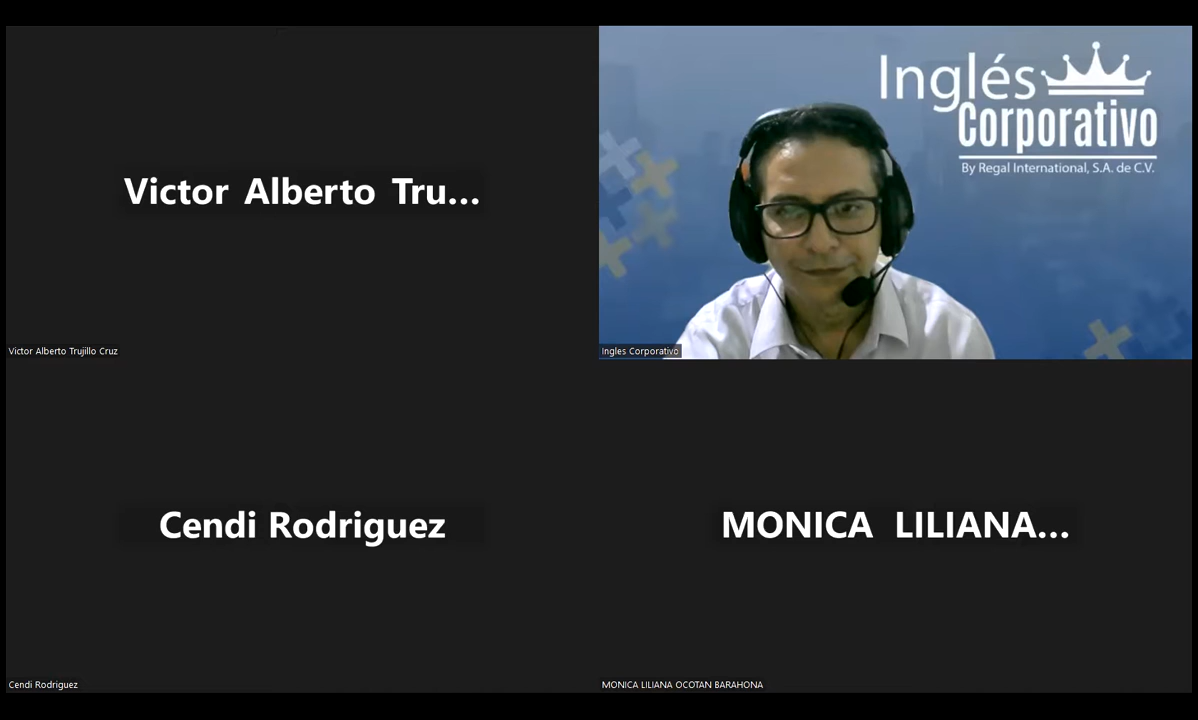 Victor Alberto Tru...
Victor Alberto Trujillo Cruz
Inglés
Corporativo
By Regal International, S.A. de C.V.
Ingles Corporativo
Cendi Rodriguez
Cendi Rodriguez
MONICA LILIANA...
MONICA LILIANA OCOTAN BARAHONA